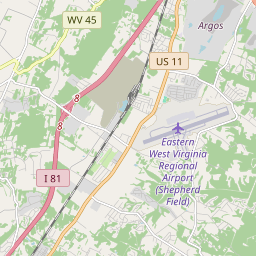 WV 45
Argos
US 11
8
8
Eastern
West Virginia
Regional
Airport
(Shepherd
Field)
I 81